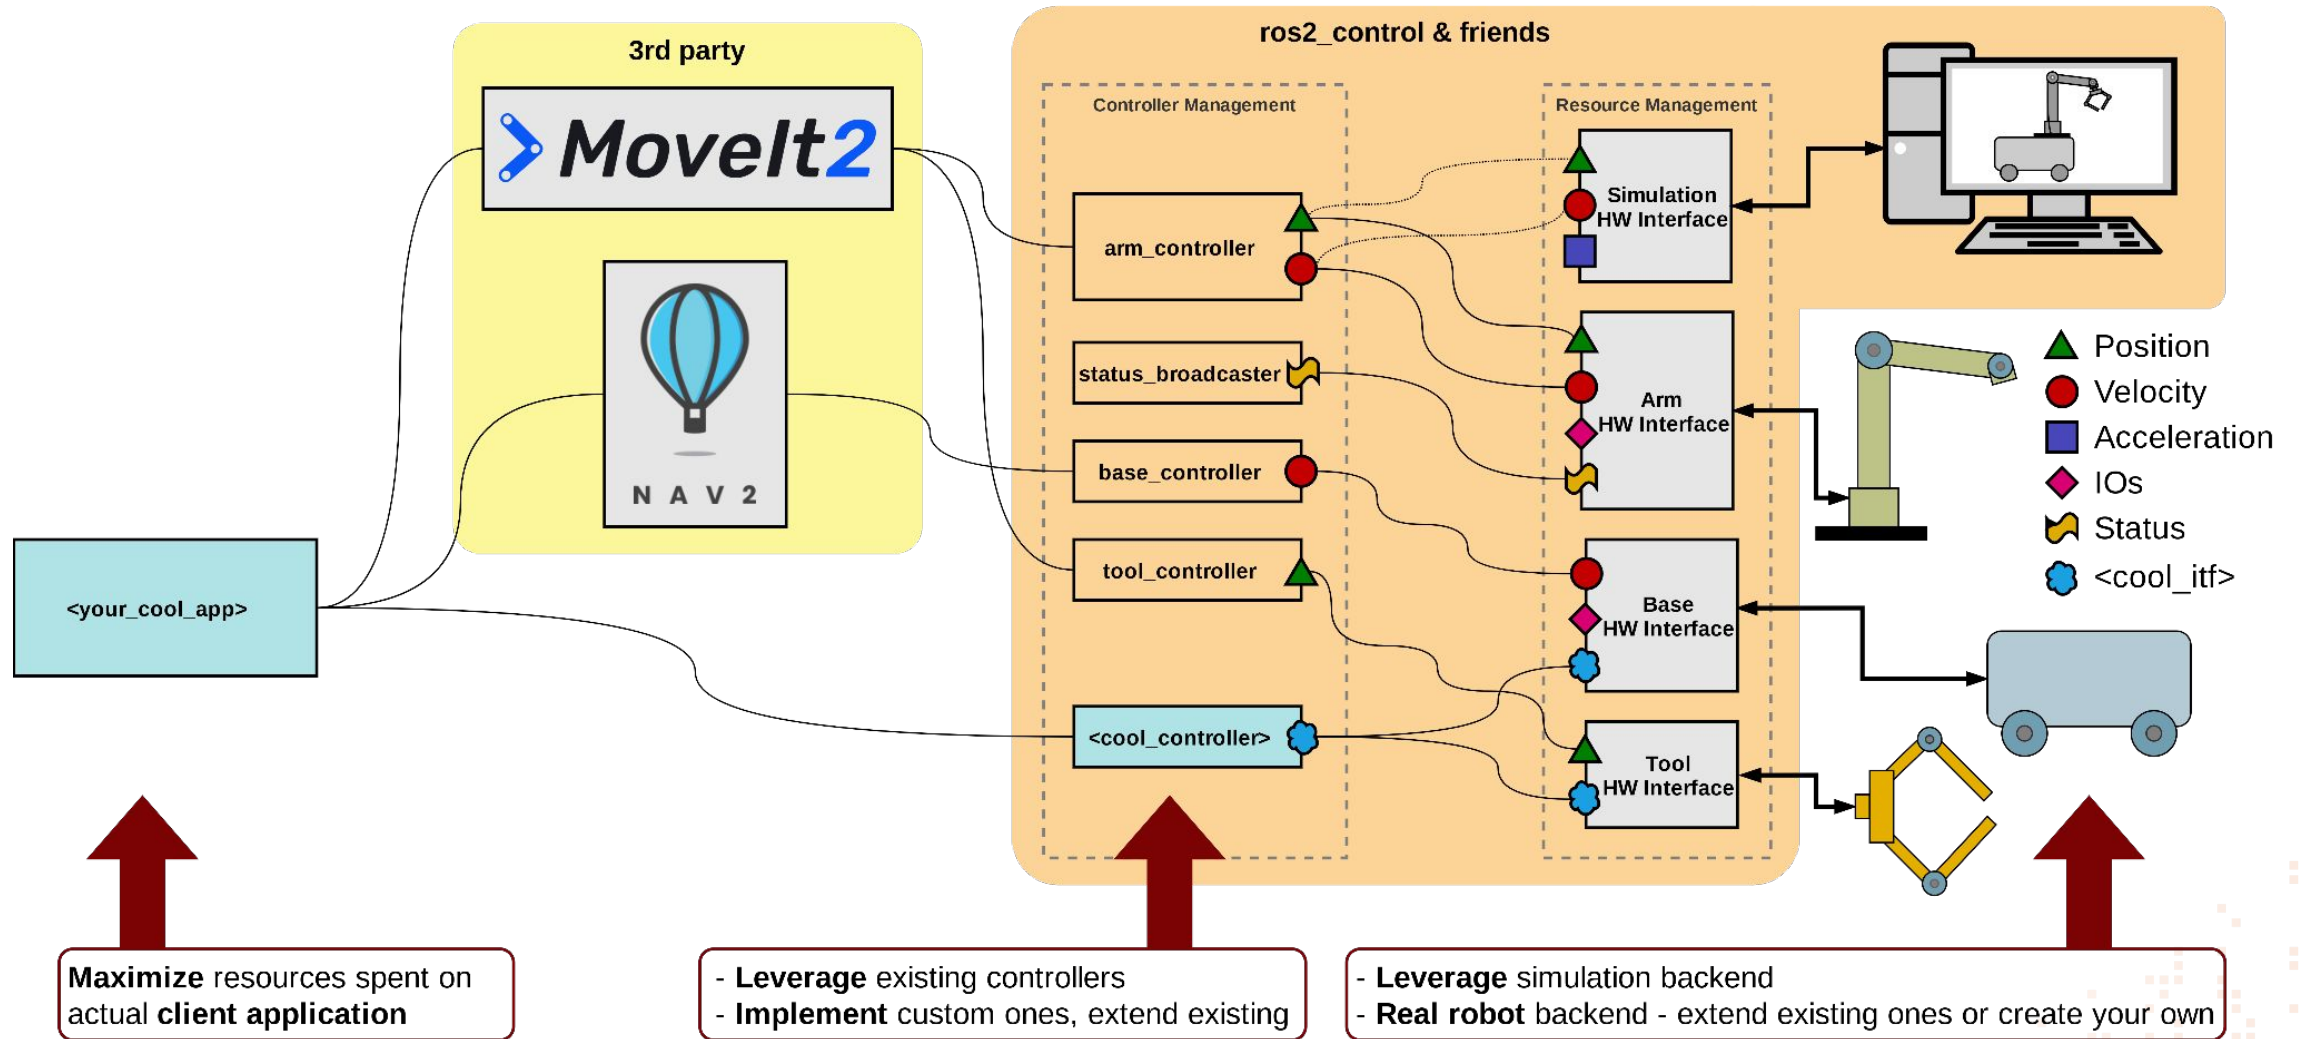 3rd party
MoveIt2
NAV2
<your_cool_app>
ros2_control & friends
Controller Management
arm_controller
status_broadcaster
base_controller
tool_controller
<cool_controller>
Resource Management
Simulation
HW Interface
Arm
HW Interface
Base
HW Interface
Tool
HW Interface
Position
Velocity
Acceleration
IOs
Status
<cool_itf>
Maximize resources spent on
actual client application
- Leverage existing controllers
- Implement custom ones, extend existing
- Leverage simulation backend
- Real robot backend - extend existing ones or create your own